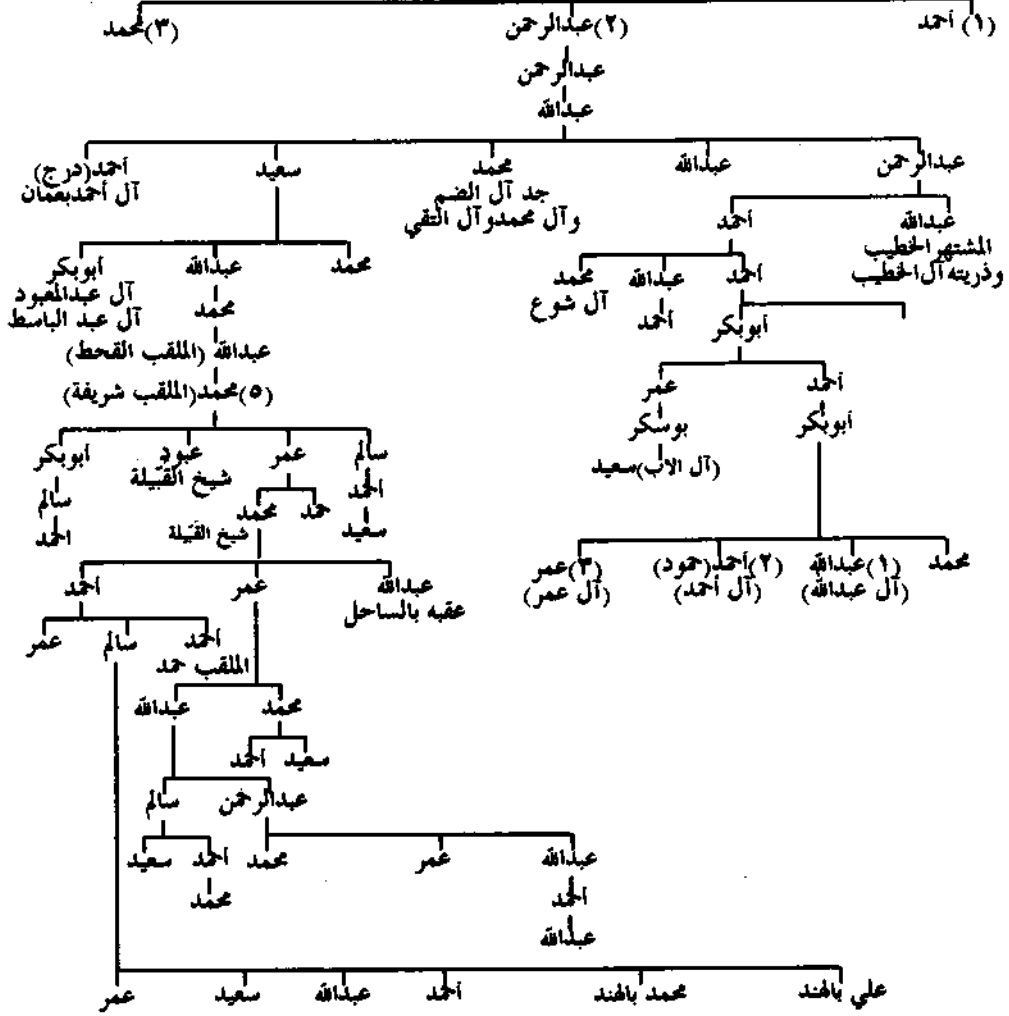 (١) أحمد (٢) عبدالرحمن (٣) محمد
عبدالرحمن
عبدالله
عبدالرحمن عبدالله محمد سعيد أحمد(درج)
جد آل الضم آل أحمدبعمان
وآل محمدوآل التقي
عبدالله أحمد
المشتهر الخطيب
وذريته آل الخطيب
أحمد عبدالله محمد محمد عبدالله أبوبكر
آل شوع آل عبدالمعبود
أحمد محمد آل عبد الباسط
أبوبكر
عبدالله (الملقب القحط)
أحمد عمر (٥)محمد(الملقب شريفة)
أبوبكر بوسكر سالم عمر عبود أبوبكر
شيخ القبيلة
(آل الاب)سعيد أحمد سالم
حمد محمد
سعيد شيخ القبيلة أحمد
محمد (١)عبدالله (٢)أحمد(حمود) (٣)عمر
(آل عبدالله) (آل أحمد) (آل عمر)
عبدالله عمر أحمد
عقبه بالساحل
أحمد سالم عمر
الملقب حمد
محمد عبدالله
سعيد أحمد
عبدالرحمن سالم
عبدالله عمر محمد أحمد سعيد
أحمد محمد
عبدالله
علي بالهند محمد بالهند أحمد عبدالله سعيد عمر